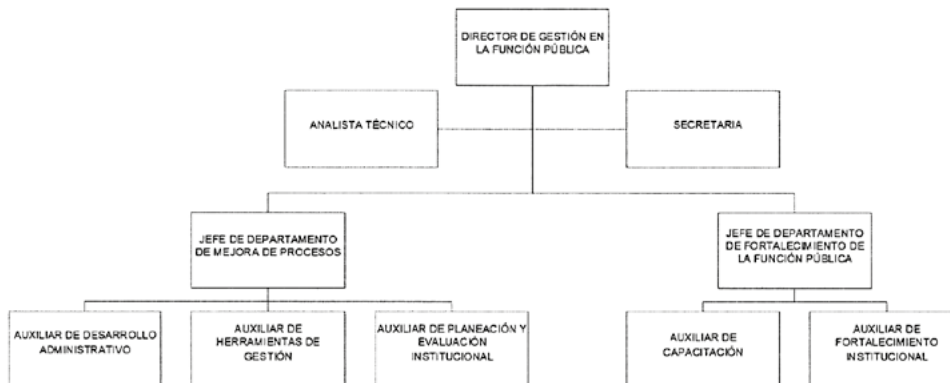 DIRECTOR DE GESTIÓN EN
LA FUNCIÓN PÚBLICA
ANALISTA TÉCNICO
SECRETARIA
JEFE DE DEPARTAMENTO
DE MEJORA DE PROCESOS
JEFE DE DEPARTAMENTO
DE FORTALECIMIENTO DE
LA FUNCIÓN PÚBLICA
AUXILIAR DE DESARROLLO
ADMINISTRATIVO
AUXILIAR DE
HERRAMIENTAS DE
GESTIÓN
AUXILIAR DE PLANEACIÓN Y
EVALUACIÓN
INSTITUCIONAL
AUXILIAR DE
CAPACITACIÓN
AUXILIAR DE
FORTALECIMIENTO
INSTITUCIONAL